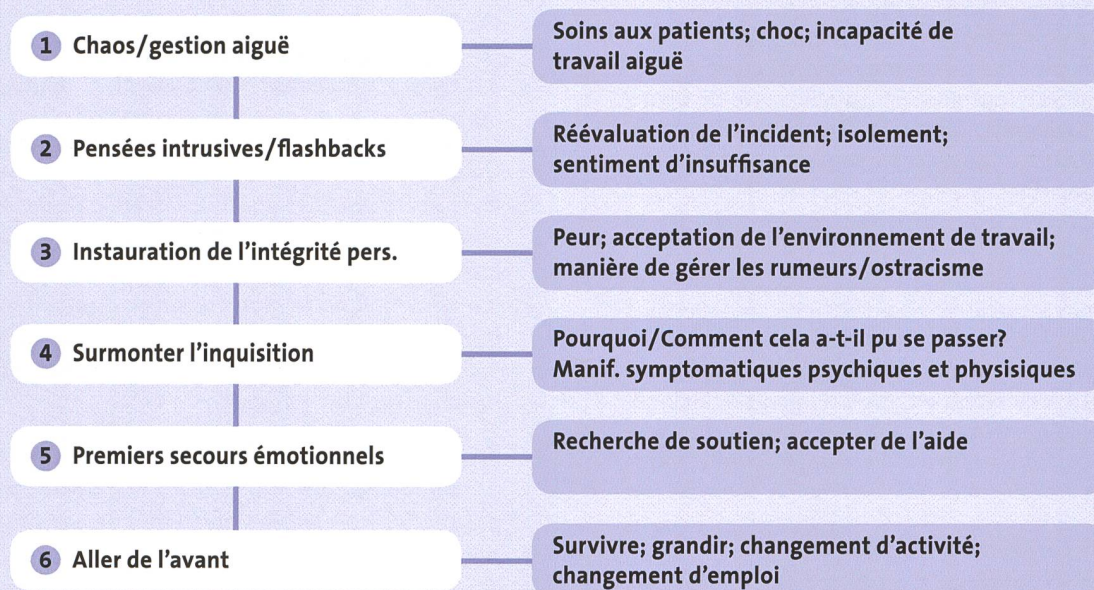 1 Chaos/gestion aiguë
Soins aux patients; choc; incapacité de
travail aiguë
2 Pensées intrusives/flashbacks
Réévaluation de l'incident; isolement;
sentiment d'insuffisance
3 Instauration de l'intégrité pers.
Peur; acceptation de l'environnement de travail;
manière de gérer les rumeurs/ostracisme
4 Surmonter l'inquisition
Pourquoi/Comment cela a-t-il pu se passer?
Manif. symptomatiques psychiques et physisiques
5 Premiers secours émotionnels
Recherche de soutien; accepter de l'aide
6 Aller de l'avant
Survivre; grandir; changement d'activité;
changement d'emploi